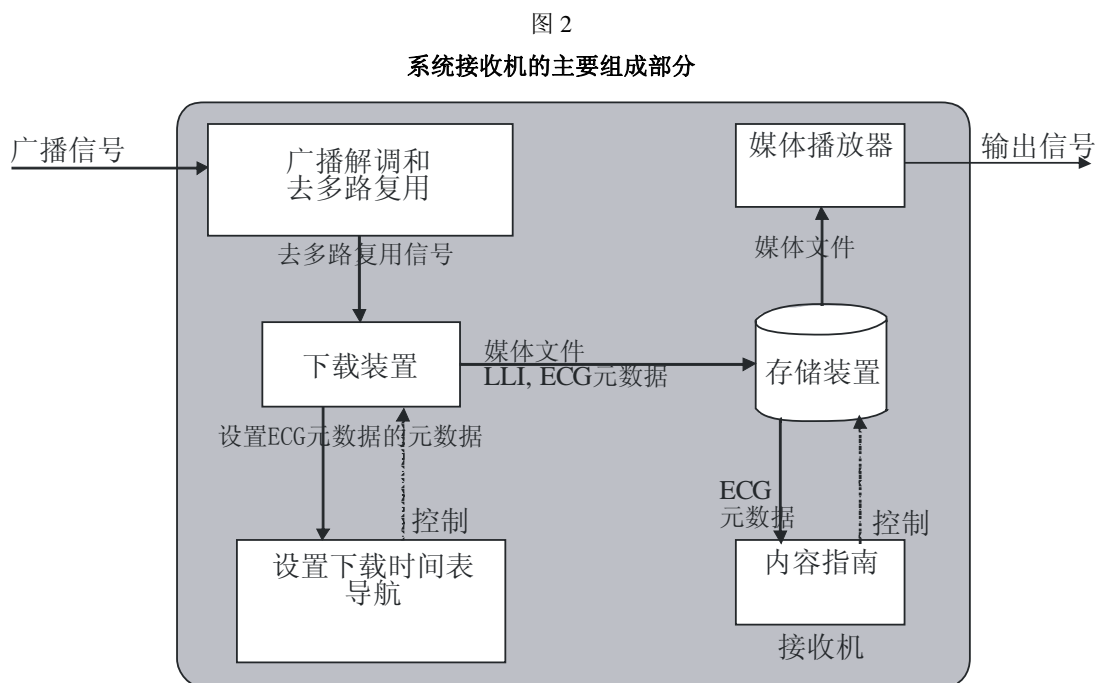 图 2
系统接收机的主要组成部分
广播信号
广播解调和
去多路复用
媒体播放器
输出信号
去多路复用信号
媒体文件
下载装置
媒体文件
LLI, ECG元数据
存储装置
设置ECG元数据的元数据
控制
ECG
元数据
控制
设置下载时间表
导航
内容指南
接收机